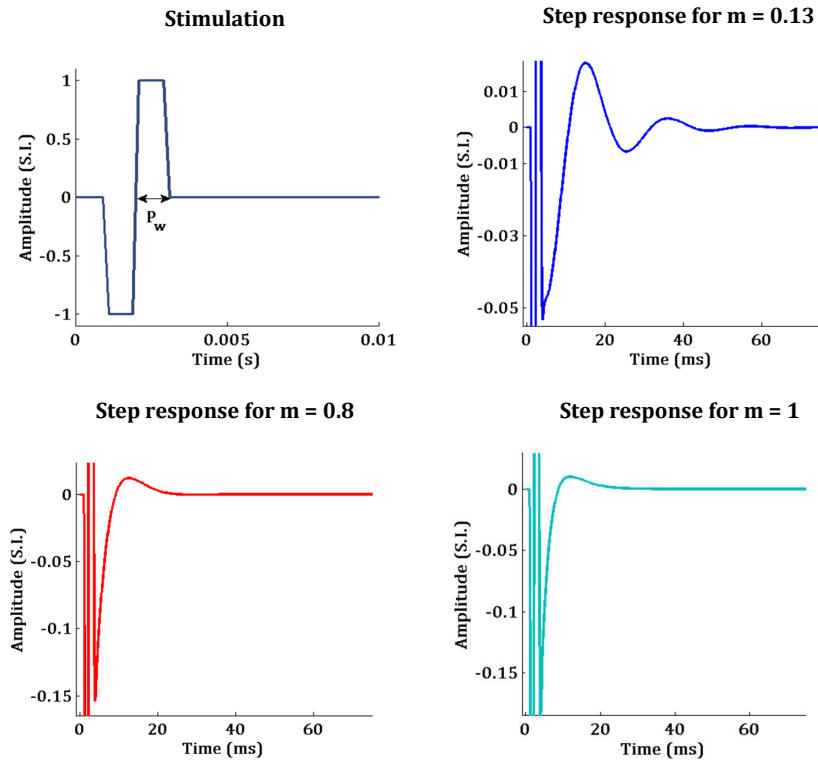 Stimulation
Amplitude (S.I.)
1
0.5
0
-0.5
-1
Pw
0
0.005
0.01
Time (s)
Step response for m = 0.13
Amplitude (S.I.)
0.01
0
-0.01
-0.03
-0.05
0
20
40
60
Time (ms)
Step response for m = 0.8
Amplitude (S.I.)
0
-0.05
-0.1
-0.15
0
20
40
60
Time (ms)
Step response for m = 1
Amplitude (S.I.)
0
-0.05
-0.1
-0.15
0
20
40
60
Time (ms)